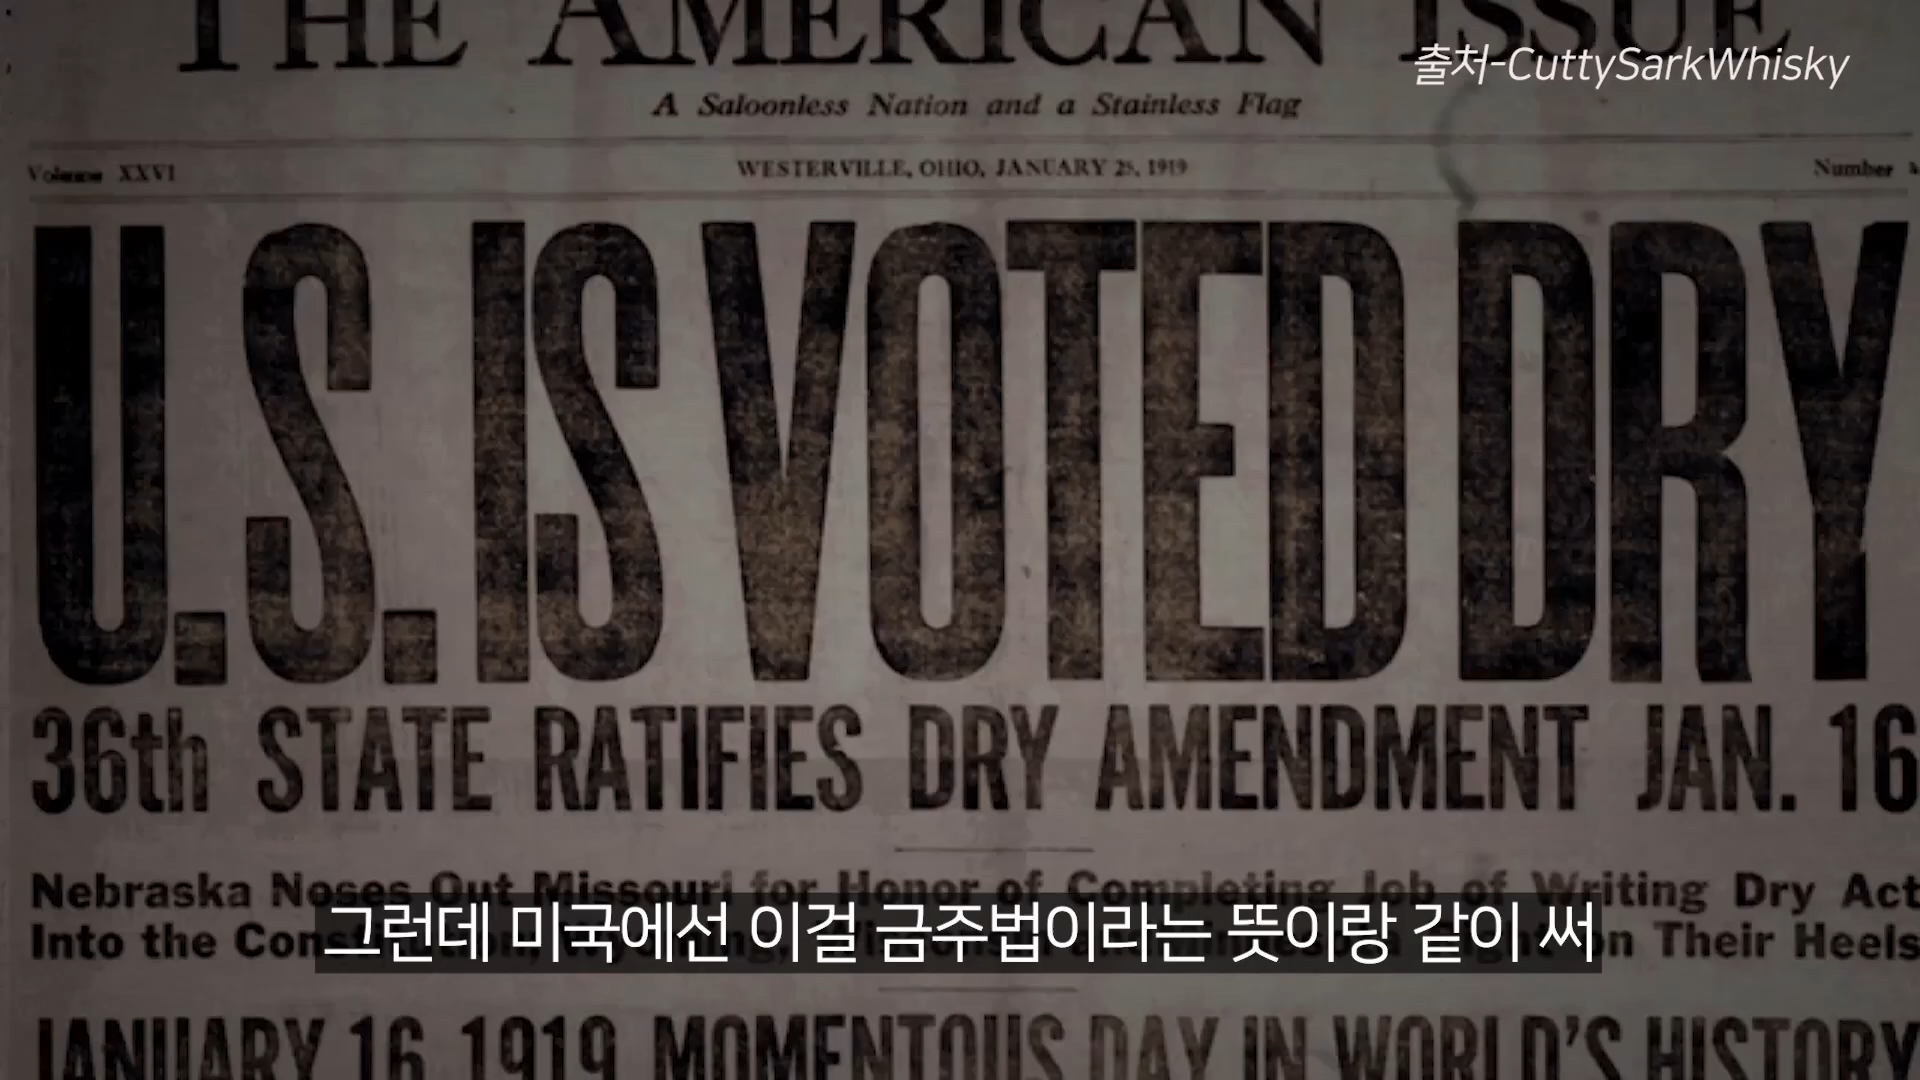 THE AMERICAN ISSUE
출처-CuttySarkWhisky
A Saloonless Nation and a Stainless Flag
Volume XXVI
WESTERVILLE, OHIO, JANUARY 25, 1919
Number
U.S. IS VOTED DRY
36th STATE RATIFIES DRY AMENDMENT JAN. 16
Nebraska Noses Out Missouri for Honor of Completing Job of Writing Dry Act
Into the on Their Heels
그런데 미국에선 이걸 금주법이라는 뜻이랑 같이 써
JANUARY 16, 1919 MOMENTOUS DAY IN WORLD'S HISTORY